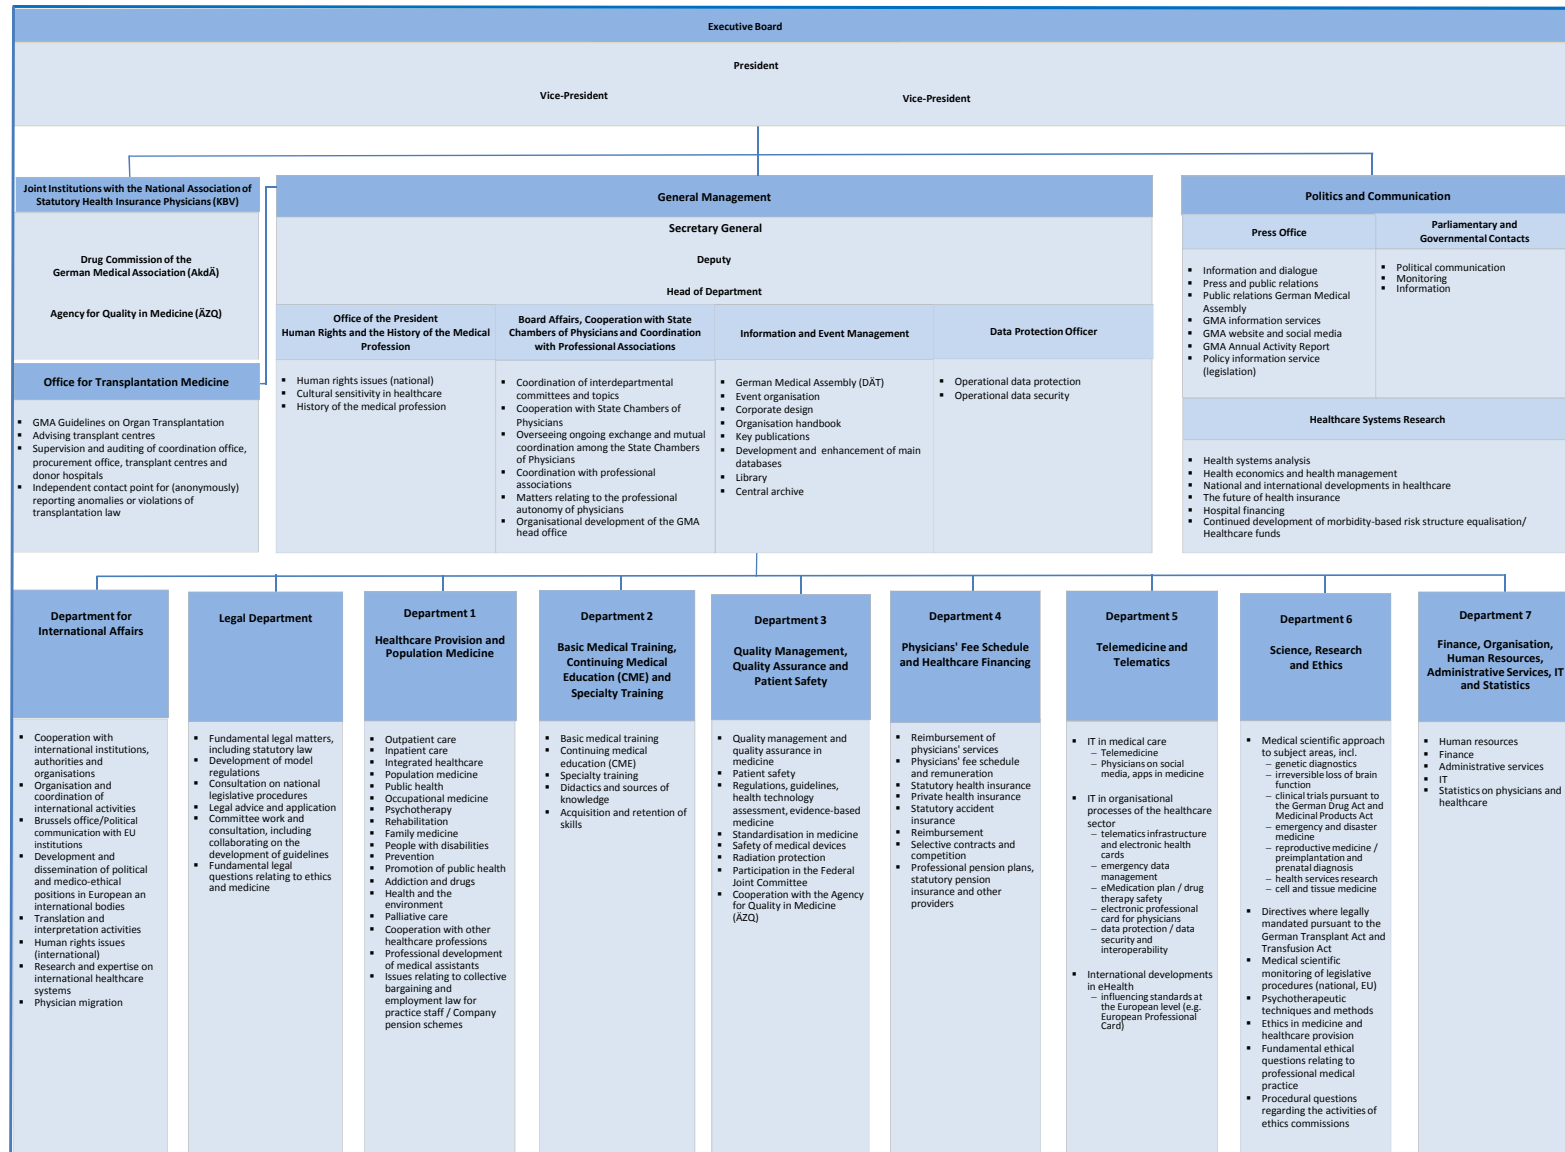 Executive Board
President
Vice-President
Vice-President
Joint Institutions with the National Association of
Statutory Health Insurance Physicians (KBV)
Drug Commission of the
German Medical Association (AkdÄ)
Agency for Quality in Medicine (ÄZQ)
Office for Transplantation Medicine
▪ GMA Guidelines on Organ Transplantation
▪ Advising transplant centres
▪ Supervision and auditing of coordination office,
procurement office, transplant centres and
donor hospitals
▪ Independent contact point for (anonymously)
reporting anomalies or violations of
transplantation law
General Management
Secretary General
Deputy
Head of Department
Office of the President
Human Rights and the History of the Medical
Profession
▪ Human rights issues (national)
▪ Cultural sensitivity in healthcare
▪ History of the medical profession
Board Affairs, Cooperation with State
Chambers of Physicians and Coordination
with Professional Associations
▪ Coordination of interdepartmental
committees and topics
▪ Cooperation with State Chambers of
Physicians
▪ Overseeing ongoing exchange and mutual
coordination among the State Chambers
of Physicians
▪ Coordination with professional
associations
▪ Matters relating to the professional
autonomy of physicians
▪ Organisational development of the GMA
head office
Information and Event Management
▪ German Medical Assembly (DÄT)
▪ Event organisation
▪ Corporate design
▪ Organisation handbook
▪ Key publications
▪ Development and enhancement of main
databases
▪ Library
▪ Central archive
Data Protection Officer
▪ Operational data protection
▪ Operational data security
Politics and Communication
Press Office
▪ Information and dialogue
▪ Press and public relations
▪ Public relations German Medical
Assembly
▪ GMA information services
▪ GMA website and social media
▪ GMA Annual Activity Report
▪ Policy information service
(legislation)
Parliamentary and
Governmental Contacts
▪ Political communication
▪ Monitoring
▪ Information
Healthcare Systems Research
▪ Health systems analysis
▪ Health economics and health management
▪ National and international developments in healthcare
▪ The future of health insurance
▪ Hospital financing
▪ Continued development of morbidity-based risk structure equalisation/
Healthcare funds
Department for
International Affairs
▪ Cooperation with
international institutions,
authorities and
organisations
▪ Organisation and
coordination of
international activities
▪ Brussels office/Political
communication with EU
institutions
▪ Development and
dissemination of political
and medico-ethical
positions in European an
international bodies
▪ Translation and
interpretation activities
▪ Human rights issues
(international)
▪ Research and expertise on
international healthcare
systems
▪ Physician migration
Legal Department
▪ Fundamental legal matters,
including statutory law
▪ Development of model
regulations
▪ Consultation on national
legislative procedures
▪ Legal advice and application
▪ Committee work and
consultation, including
collaborating on the
development of guidelines
▪ Fundamental legal
questions relating to ethics
and medicine
Department 1
Healthcare Provision and
Population Medicine
▪ Outpatient care
▪ Inpatient care
▪ Integrated healthcare
▪ Population medicine
▪ Public health
▪ Occupational medicine
▪ Psychotherapy
▪ Rehabilitation
▪ Family medicine
▪ People with disabilities
▪ Prevention
▪ Promotion of public health
▪ Addiction and drugs
▪ Health and the
environment
▪ Palliative care
▪ Cooperation with other
healthcare professions
▪ Professional development
of medical assistants
▪ Issues relating to collective
bargaining and
employment law for
practice staff / Company
pension schemes
Department 2
Basic Medical Training,
Continuing Medical
Education (CME) and
Specialty Training
▪ Basic medical training
▪ Continuing medical
education (CME)
▪ Specialty training
▪ Didactics and sources of
knowledge
▪ Acquisition and retention of
skills
Department 3
Quality Management,
Quality Assurance and
Patient Safety
▪ Quality management and
quality assurance in
medicine
▪ Patient safety
▪ Regulations, guidelines,
health technology
assessment, evidence-based
medicine
▪ Standardisation in medicine
▪ Safety of medical devices
▪ Radiation protection
▪ Participation in the Federal
Joint Committee
▪ Cooperation with the Agency
for Quality in Medicine
(ÄZQ)
Department 4
Physicians' Fee Schedule
and Healthcare Financing
▪ Reimbursement of
physicians' services
▪ Physicians' fee schedule
and remuneration
▪ Statutory health insurance
▪ Private health insurance
▪ Statutory accident
insurance
▪ Reimbursement
▪ Selective contracts and
competition
▪ Professional pension plans,
statutory pension
insurance and other
providers
Department 5
Telemedicine and
Telematics
▪ IT in medical care
– Telemedicine
– Physicians on social
media, apps in medicine
▪ IT in organisational
processes of the healthcare
sector
– telematics infrastructure
and electronic health
cards
– emergency data
management
– eMedication plan / drug
therapy safety
– electronic professional
card for physicians
– data protection / data
security and
interoperability
▪ International developments
in eHealth
– influencing standards at
the European level (e.g.
European Professional
Card)
Department 6
Science, Research
and Ethics
▪ Medical scientific approach
to subject areas, incl.
– genetic diagnostics
– irreversible loss of brain
function
– clinical trials pursuant to
the German Drug Act and
Medicinal Products Act
– emergency and disaster
medicine
– reproductive medicine /
preimplantation and
prenatal diagnosis
– health services research
– cell and tissue medicine
▪ Directives where legally
mandated pursuant to the
German Transplant Act and
Transfusion Act
▪ Medical scientific
monitoring of legislative
procedures (national, EU)
▪ Psychotherapeutic
techniques and methods
▪ Ethics in medicine and
healthcare provision
▪ Fundamental ethical
questions relating to
professional medical
practice
▪ Procedural questions
regarding the activities of
ethics commissions
Department 7
Finance, Organisation,
Human Resources,
Administrative Services, IT
and Statistics
▪ Human resources
▪ Finance
▪ Administrative services
▪ IT
▪ Statistics on physicians and
healthcare